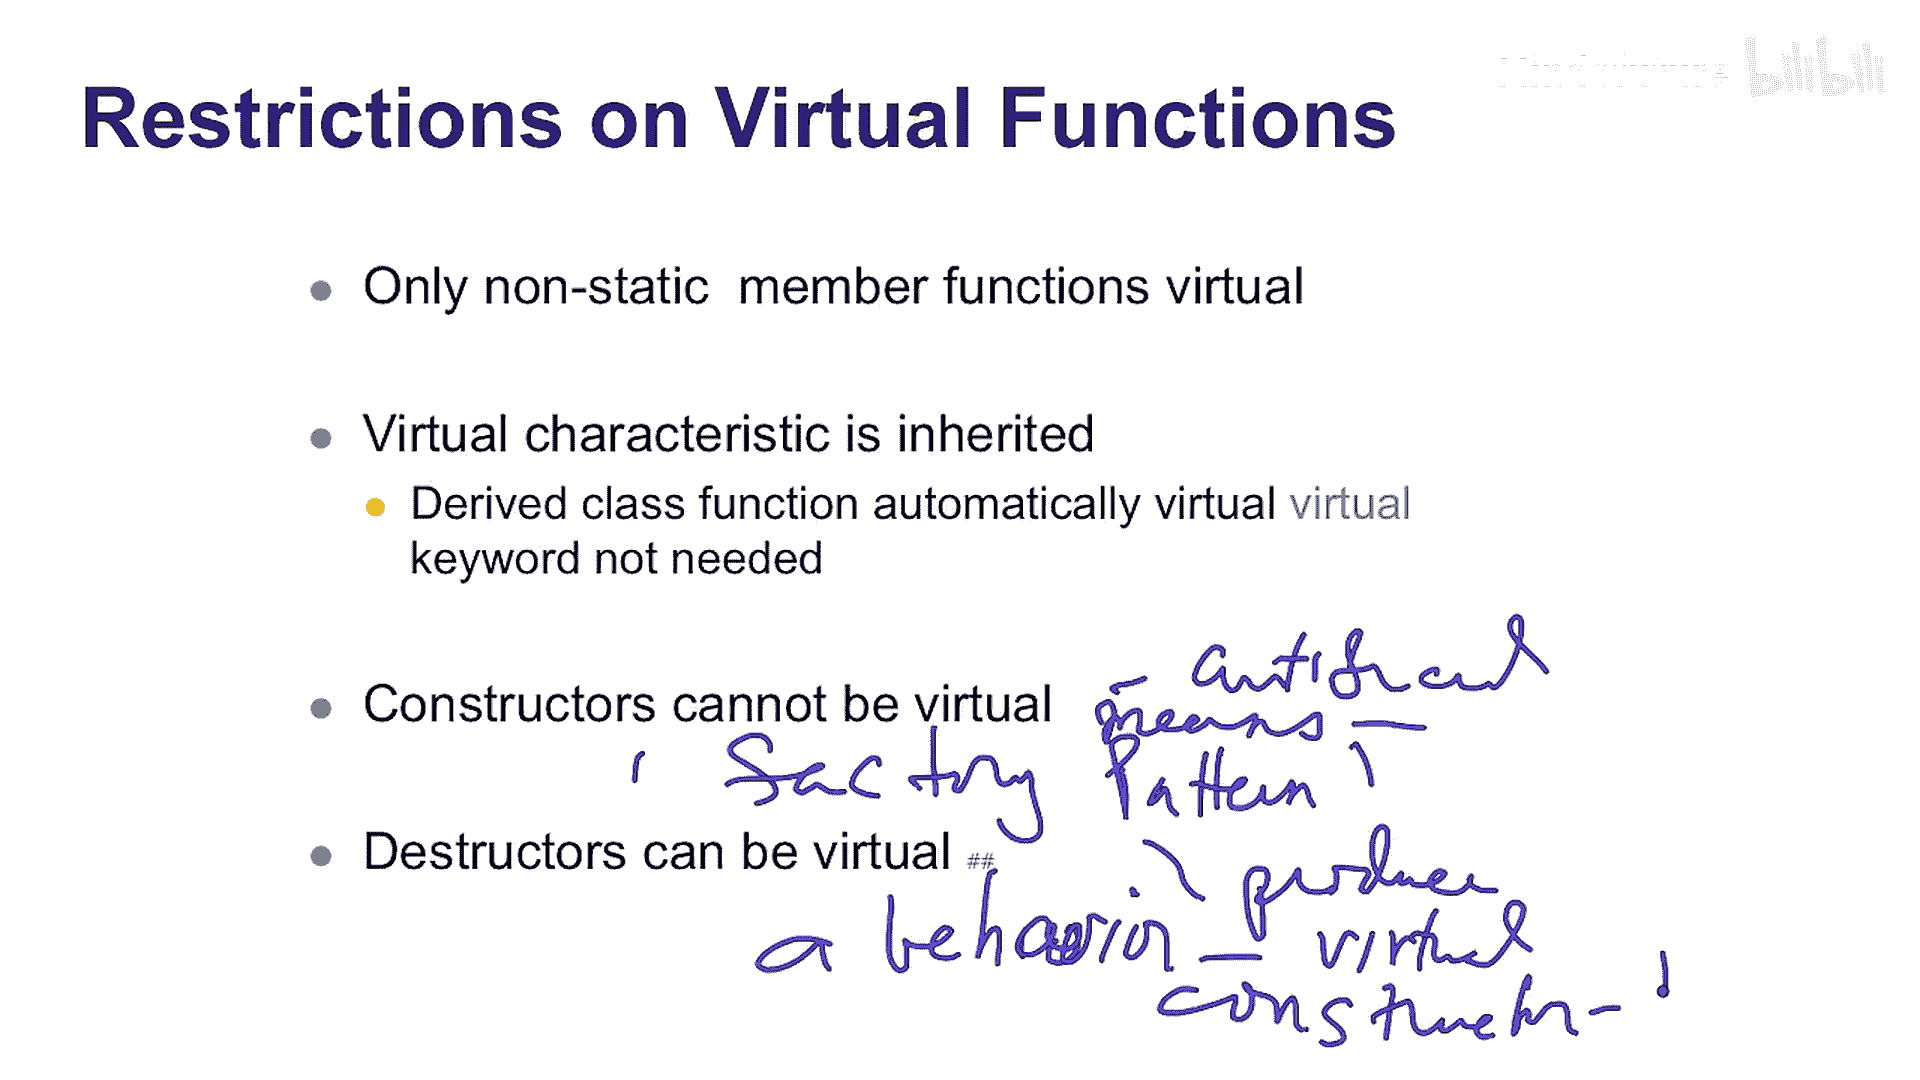 bilibili
Restrictions on Virtual Functions
Only non-static member functions virtual
Virtual characteristic is inherited
Derived class function automatically virtual virtual
keyword not needed
Constructors cannot be virtual
means –
' factory Pattern '
Destructors can be virtual ##
produce
a behavior – virtual
constructor – !